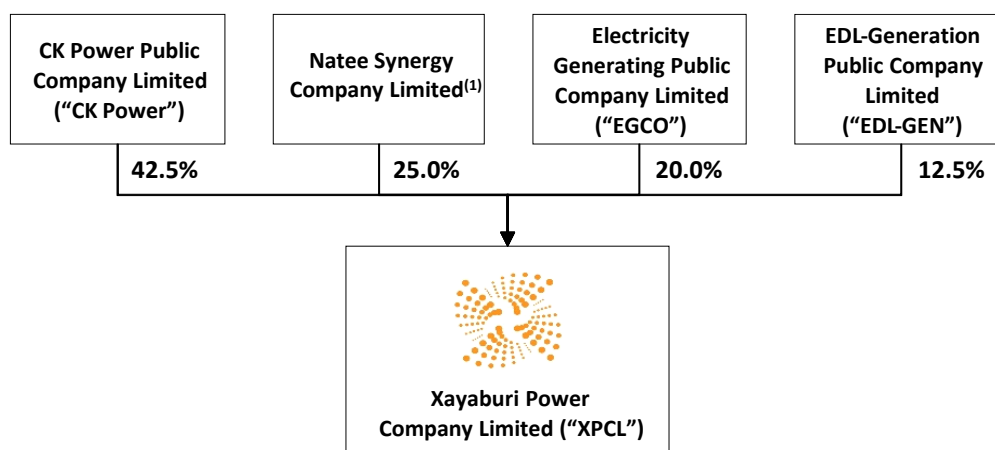 CK Power Public
Company Limited
(“CK Power”)
Natee Synergy
Company Limited(1)
Electricity
Generating Public
Company Limited
(“EGCO”)
EDL-Generation
Public Company
Limited
(“EDL-GEN”)
42.5%
25.0%
20.0%
12.5%
Xayaburi Power
Company Limited (“XPCL”)